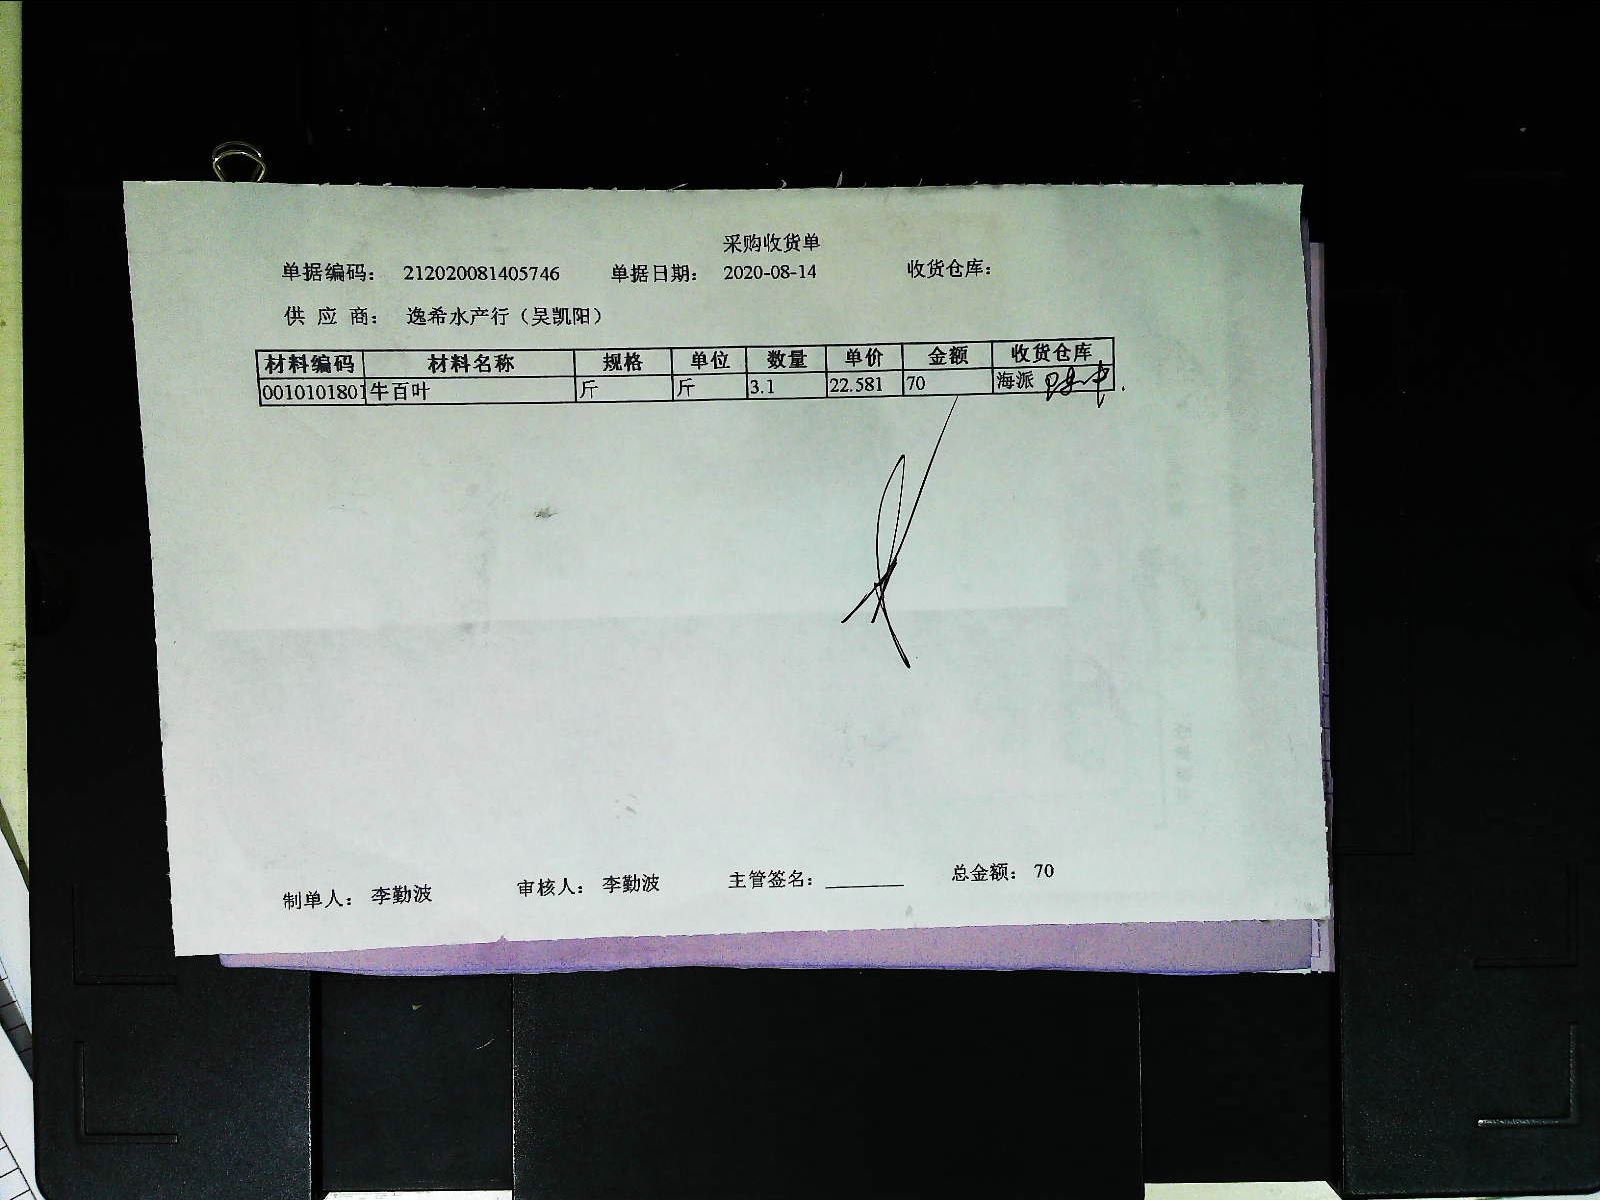 采购收货单
单据编码： 212020081405746 单据日期： 2020-08-14 收货仓库：
供 应 商： 逸希水产行（吴凯阳）
材料编码 材料名称 规格 单位 数量 单价 金额 收货仓库
0010101801 牛百叶 斤 斤 3.1 22.581 70 海派
制单人： 李勤波 审核人： 李勤波 主管签名：________ 总金额： 70